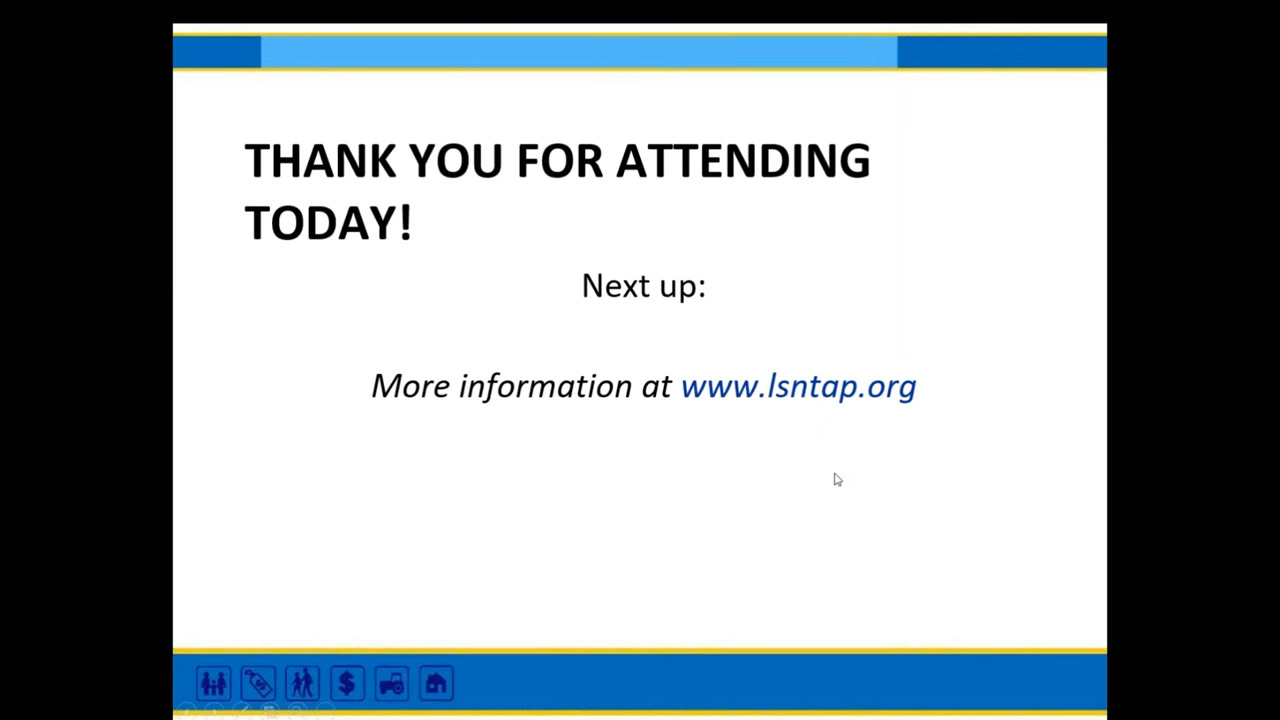 THANK YOU FOR ATTENDING
TODAY!
Next up:
More information at www.lsntap.org